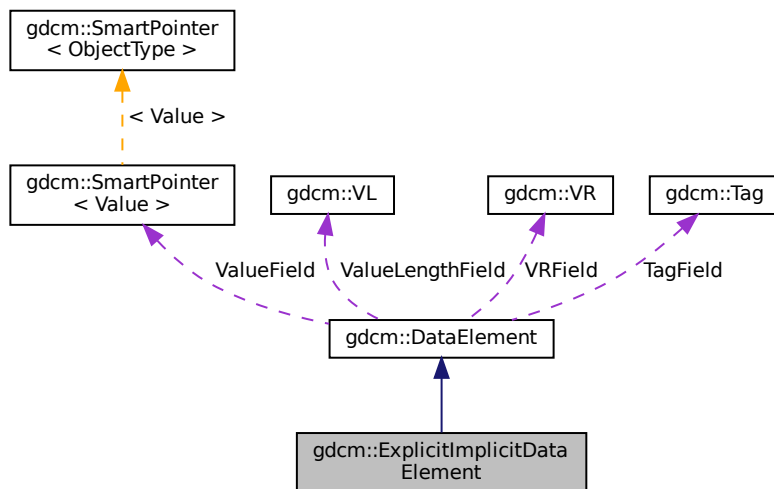 gdcm::SmartPointer
< ObjectType >
< Value >
gdcm::SmartPointer
< Value >
gdcm::VL
gdcm::VR
gdcm::Tag
ValueField
ValueLengthField
VRField
TagField
gdcm::DataElement
gdcm::ExplicitImplicitData
Element